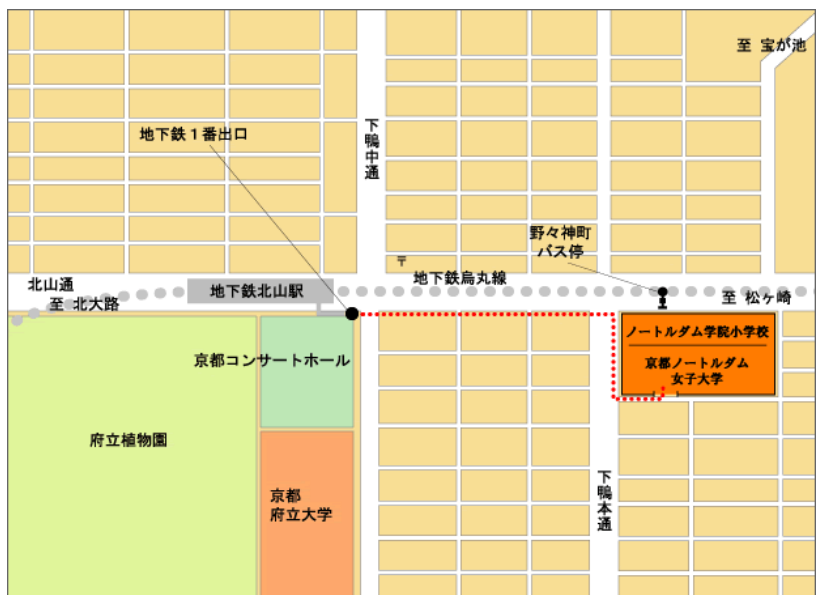 至 宝が池
地下鉄１番出口
下鴨中通
野々神町
バス停
〒
地下鉄烏丸線
北山通
至 北大路
地下鉄北山駅
至 松ヶ崎
ノートルダム学院小学校
京都ノートルダム
女子大学
京都コンサートホール
府立植物園
京都
府立大学
下鴨本通